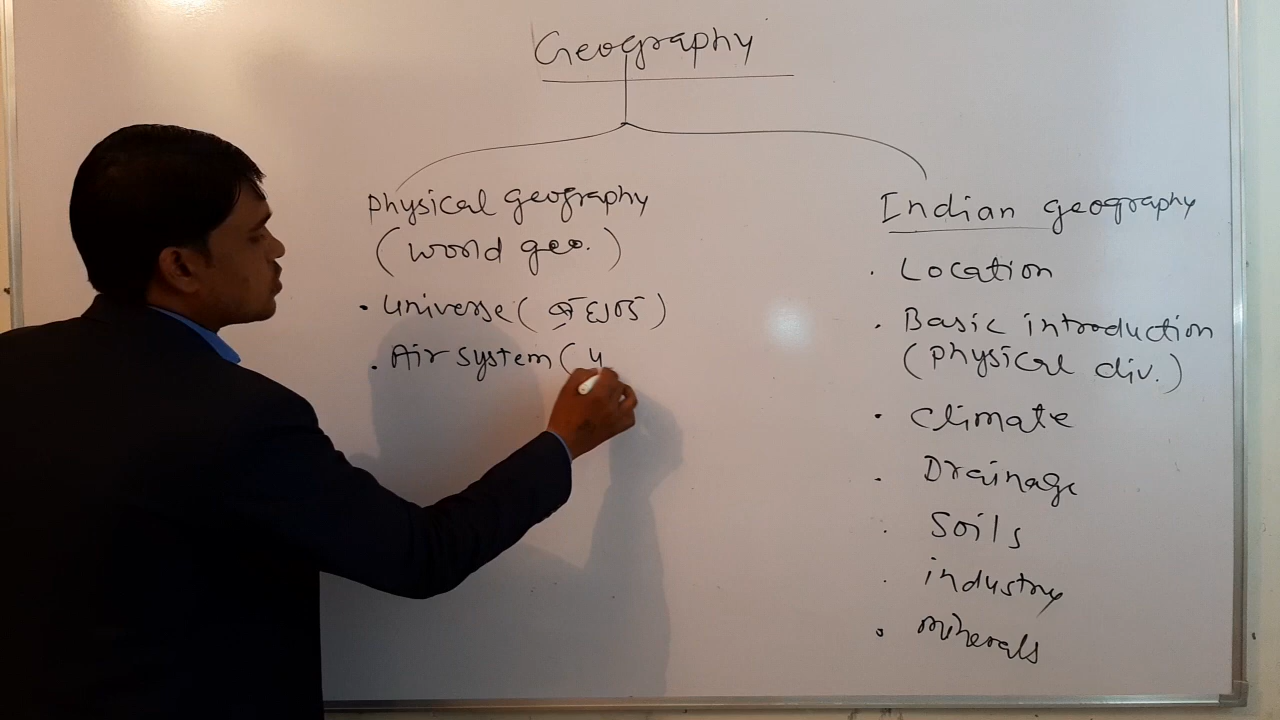 Geography
Physical geography
(world geo.)
• Universe (ब्रह्माण्ड)
• Air system (
Indian geography
• Location
• Basic introduction
(physical div.)
• Climate
• Drainage
• Soils
• industry
• minerals